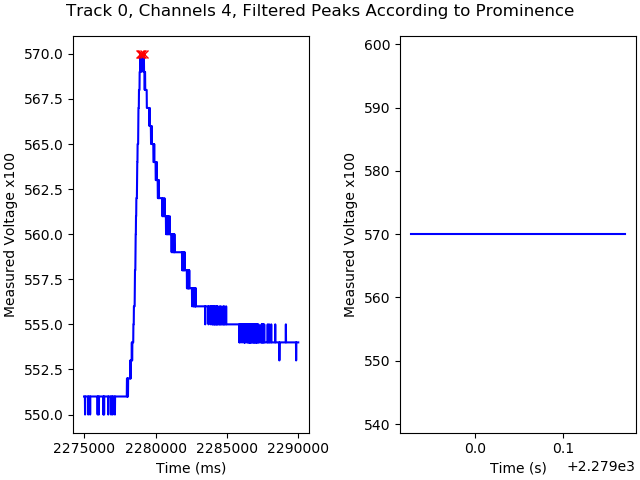 Track 0, Channels 4, Filtered Peaks According to Prominence
Measured Voltage x100
570.0
567.5
565.0
562.5
560.0
557.5
555.0
552.5
550.0
2275000 2280000 2285000 2290000
Time (ms)
Measured Voltage x100
600
590
580
570
560
550
540
0.0 0.1
Time (s) +2.279e3